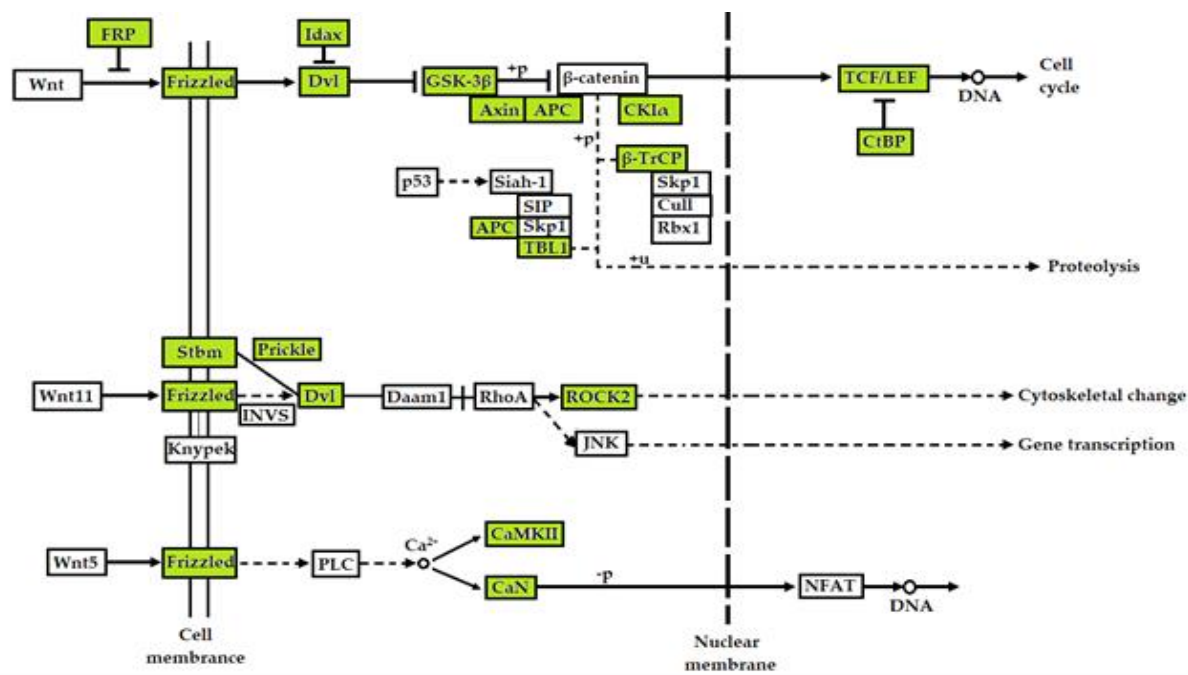 FRP
Idax
Wnt
Frizzled
Dvl
GSK-3β
+p
β-catenin
TCF/LEF
DNA
Cell
cycle
Axin
APC
CKIα
CtBP
+p
β-TrCP
p53
Siah-1
Skp1
SIP
Cull
APC
Skp1
Rbx1
TBL1
+u
Proteolysis
Stbm
Prickle
Wnt11
Frizzled
Dvl
Daam1
RhoA
ROCK2
Cytoskeletal change
INVS
JNK
Gene transcription
Knypek
Ca²⁻
CaMKII
Wnt5
Frizzled
PLC
CaN
-p
NFAT
DNA
Cell
membrance
Nuclear
membrane